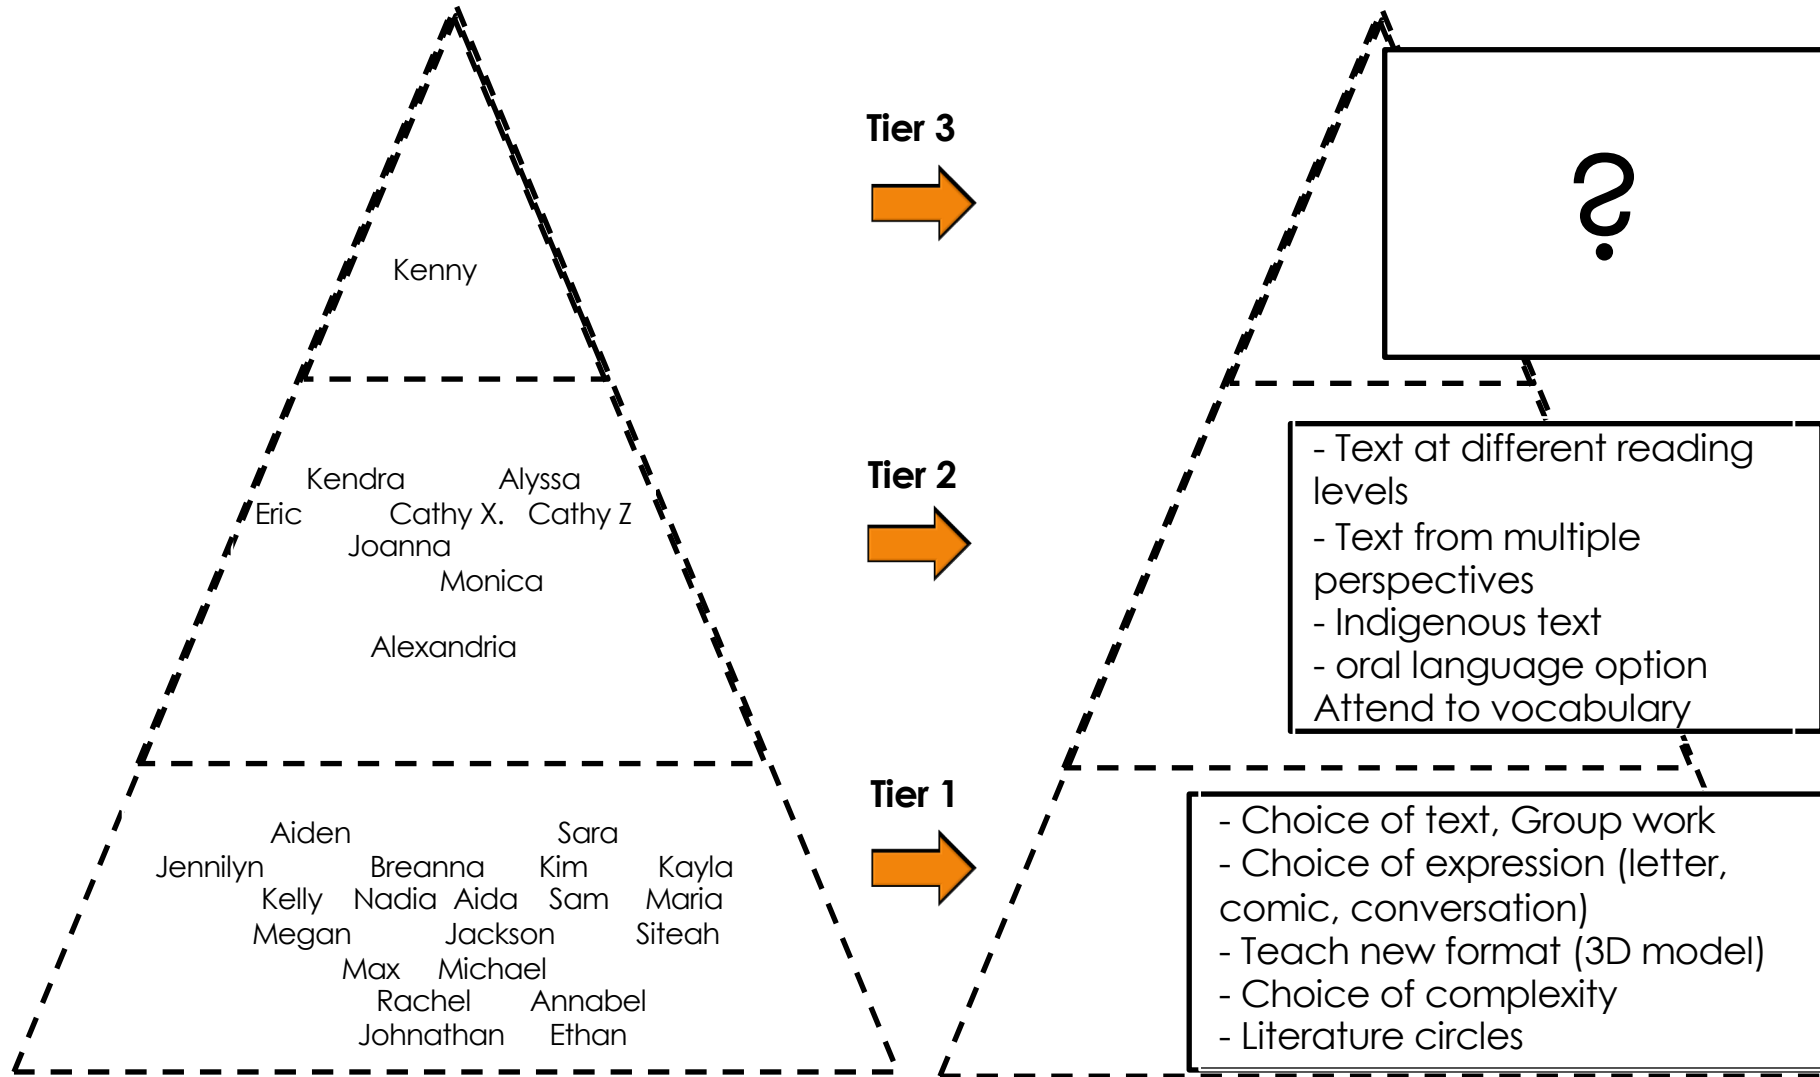 Tier 3
Kenny
?
Tier 2
Kendra Alyssa
Eric Cathy X. Cathy Z
Joanna
Monica
Alexandria
- Text at different reading
levels
- Text from multiple
perspectives
- Indigenous text
- oral language option
Attend to vocabulary
Tier 1
Aiden Sara
Jennilyn Breanna Kim Kayla
Kelly Nadia Aida Sam Maria
Megan Jackson Siteah
Max Michael
Rachel Annabel
Johnathan Ethan
- Choice of text, Group work
- Choice of expression (letter,
comic, conversation)
- Teach new format (3D model)
- Choice of complexity
- Literature circles